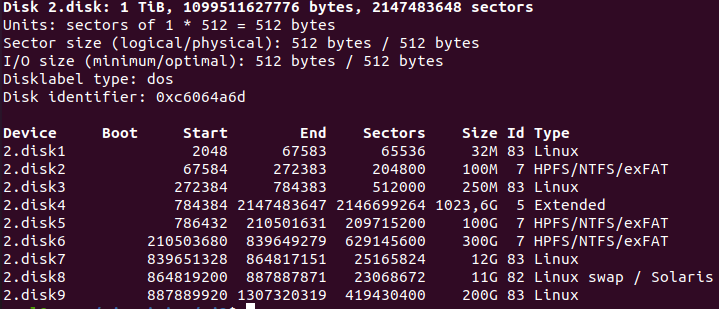 Disk 2.disk: 1 TiB, 1099511627776 bytes, 2147483648 sectors
Units: sectors of 1 * 512 = 512 bytes
Sector size (logical/physical): 512 bytes / 512 bytes
I/O size (minimum/optimal): 512 bytes / 512 bytes
Disklabel type: dos
Disk identifier: 0xc6064a6d
Device Boot Start End Sectors Size Id Type
2.disk1 2048 67583 65536 32M 83 Linux
2.disk2 67584 272383 204800 100M 7 HPFS/NTFS/exFAT
2.disk3 272384 784383 512000 250M 83 Linux
2.disk4 784384 2147483647 2146699264 1023,6G 5 Extended
2.disk5 786432 210501631 209715200 100G 7 HPFS/NTFS/exFAT
2.disk6 210503680 839649279 629145600 300G 7 HPFS/NTFS/exFAT
2.disk7 839651328 864817151 25165824 12G 83 Linux
2.disk8 864819200 887887871 23068672 11G 82 Linux swap / Solaris
2.disk9 887889920 1307320319 419430400 200G 83 Linux